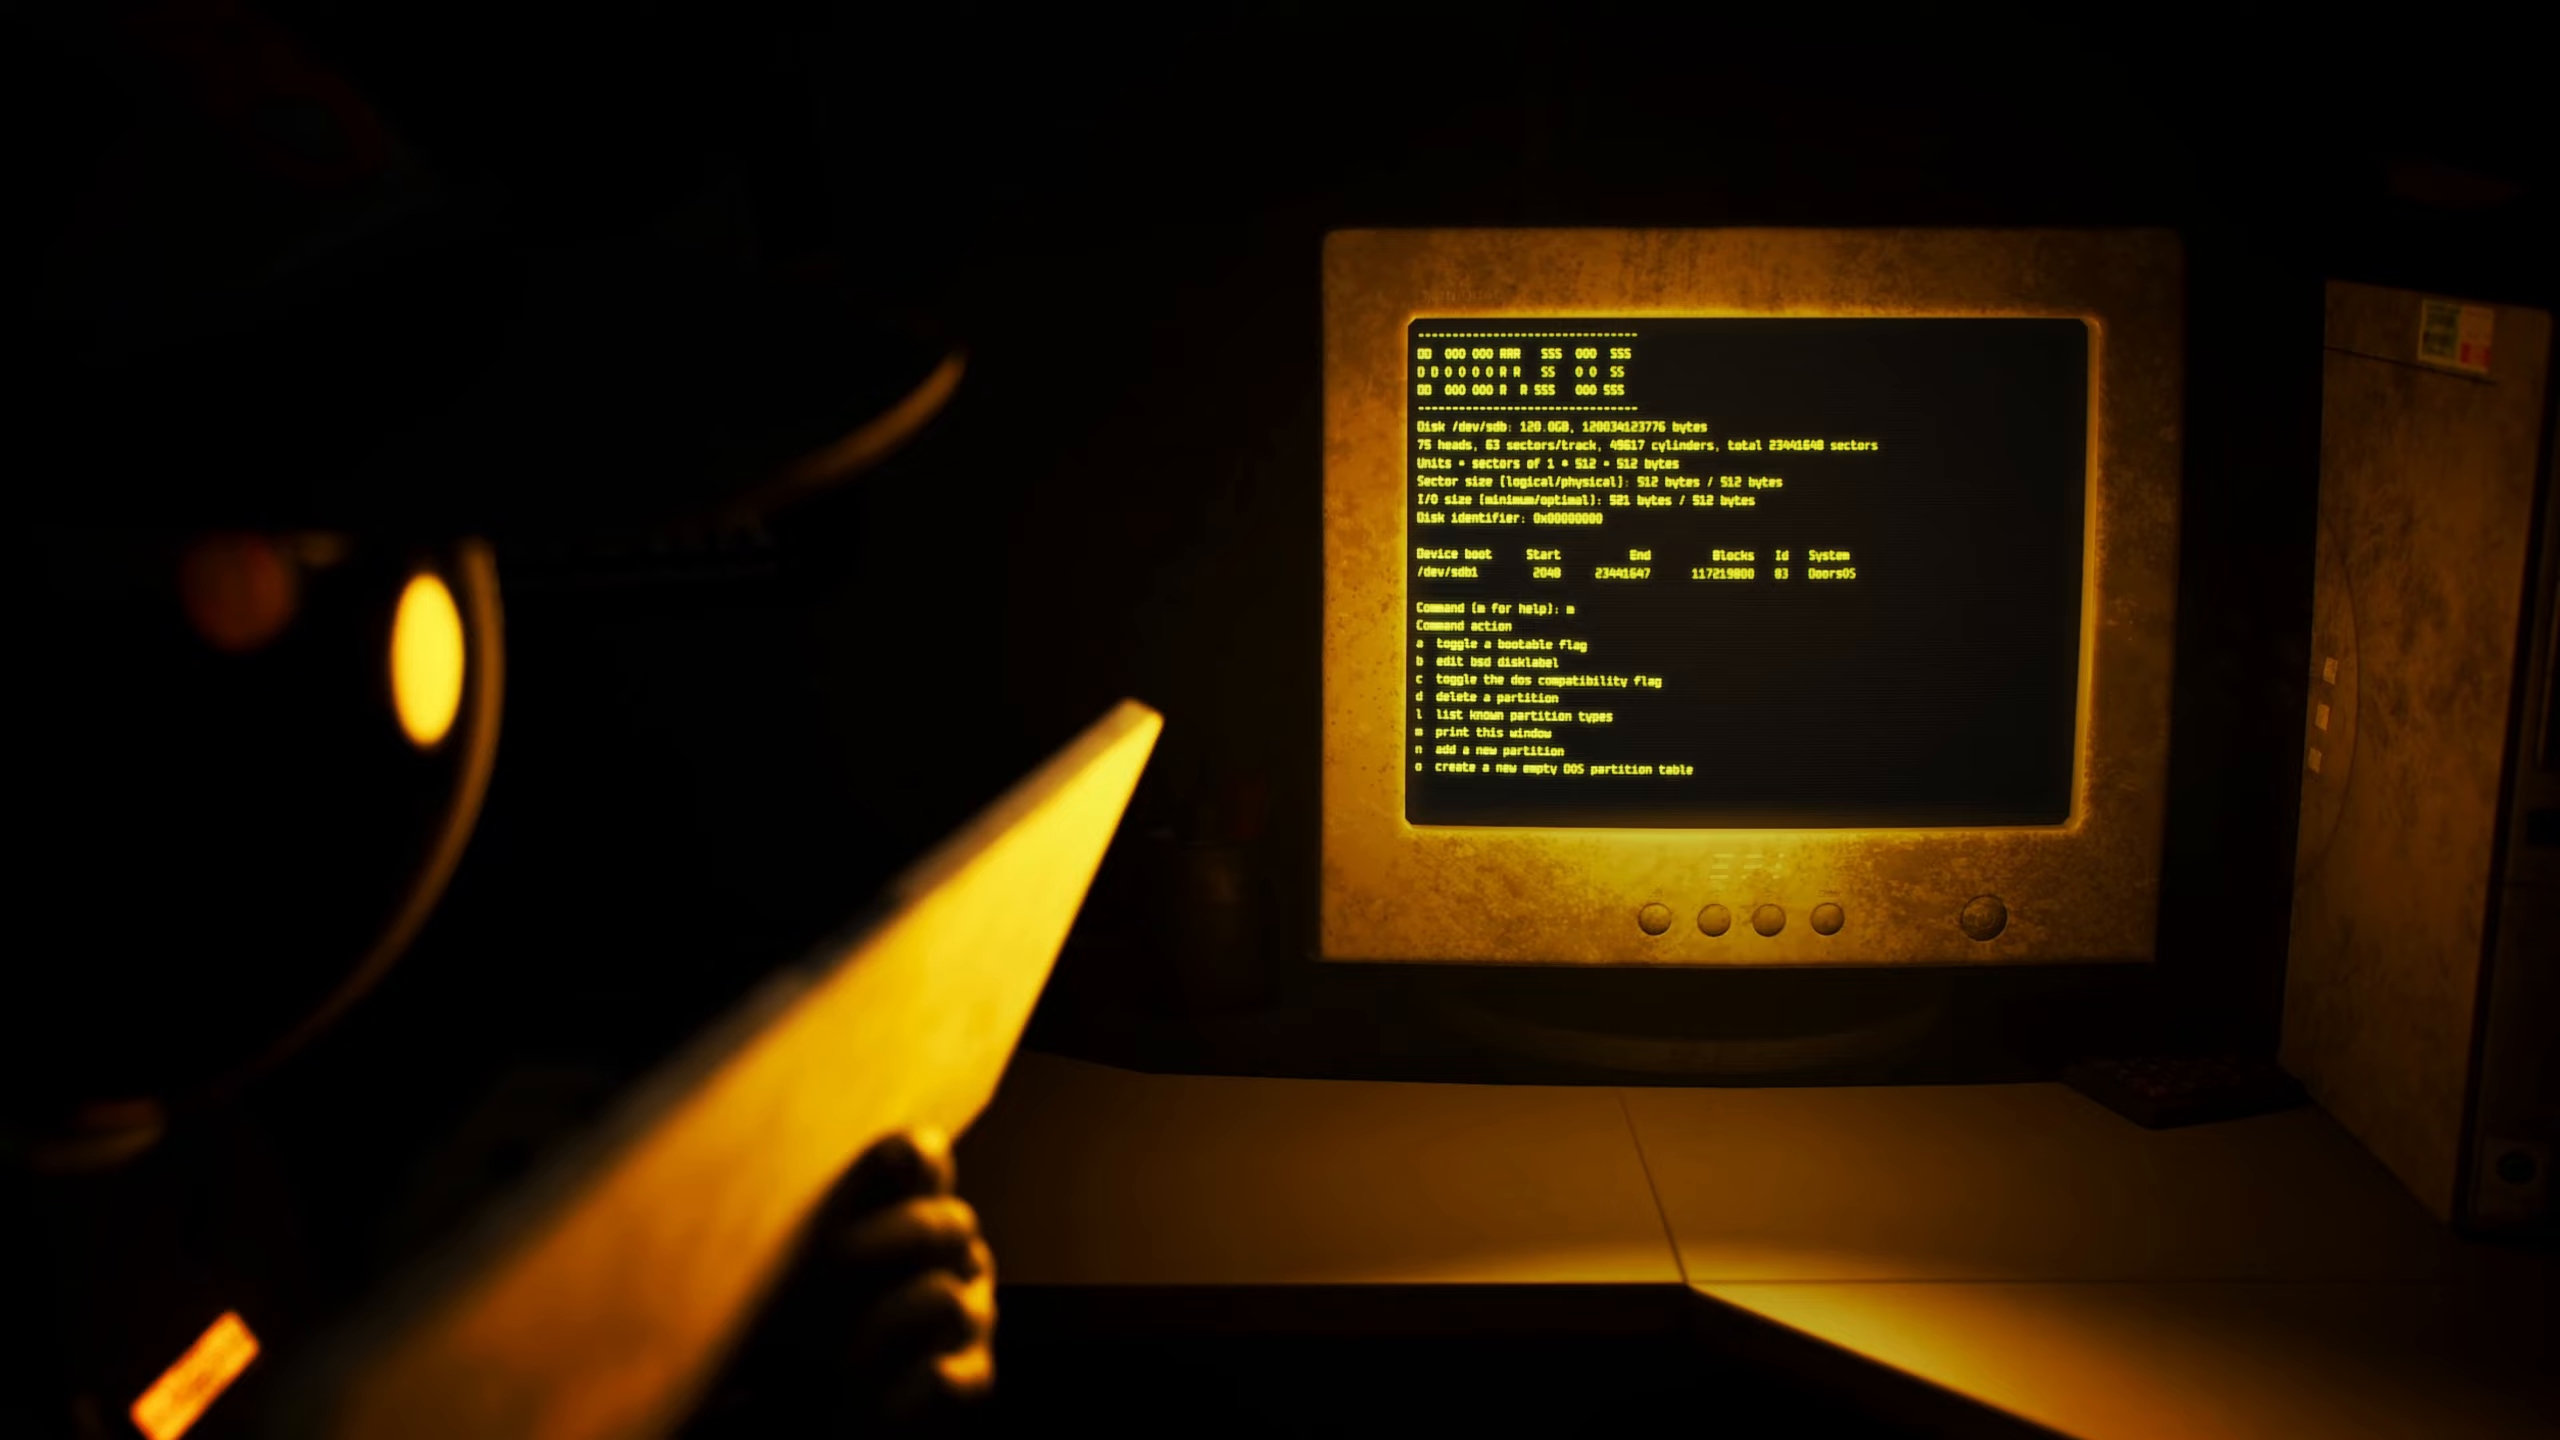 --------------------------------
DD  OOO OOO RRR   SSS  OOO  SSS
D D O O O O R R   SS   O O  SS
DD  OOO OOO R  R SSS   OOO SSS
--------------------------------
Disk /dev/sdb: 120.0GB, 120034123776 bytes
75 heads, 63 sectors/track, 49617 cylinders, total 23441648 sectors
Units = sectors of 1 * 512 = 512 bytes
Sector size (logical/physical): 512 bytes / 512 bytes
I/O size (minimum/optimal): 521 bytes / 512 bytes
Disk identifier: 0x00000000
Device boot Start End Blocks Id System
/dev/sdb1 2048 23441647 117219800 83 DoorsOS
Command (m for help): m
Command action
a toggle a bootable flag
b edit bsd disklabel
c toggle the dos compatibility flag
d delete a partition
l list known partition types
m print this window
n add a new partition
o create a new empty DOS partition table